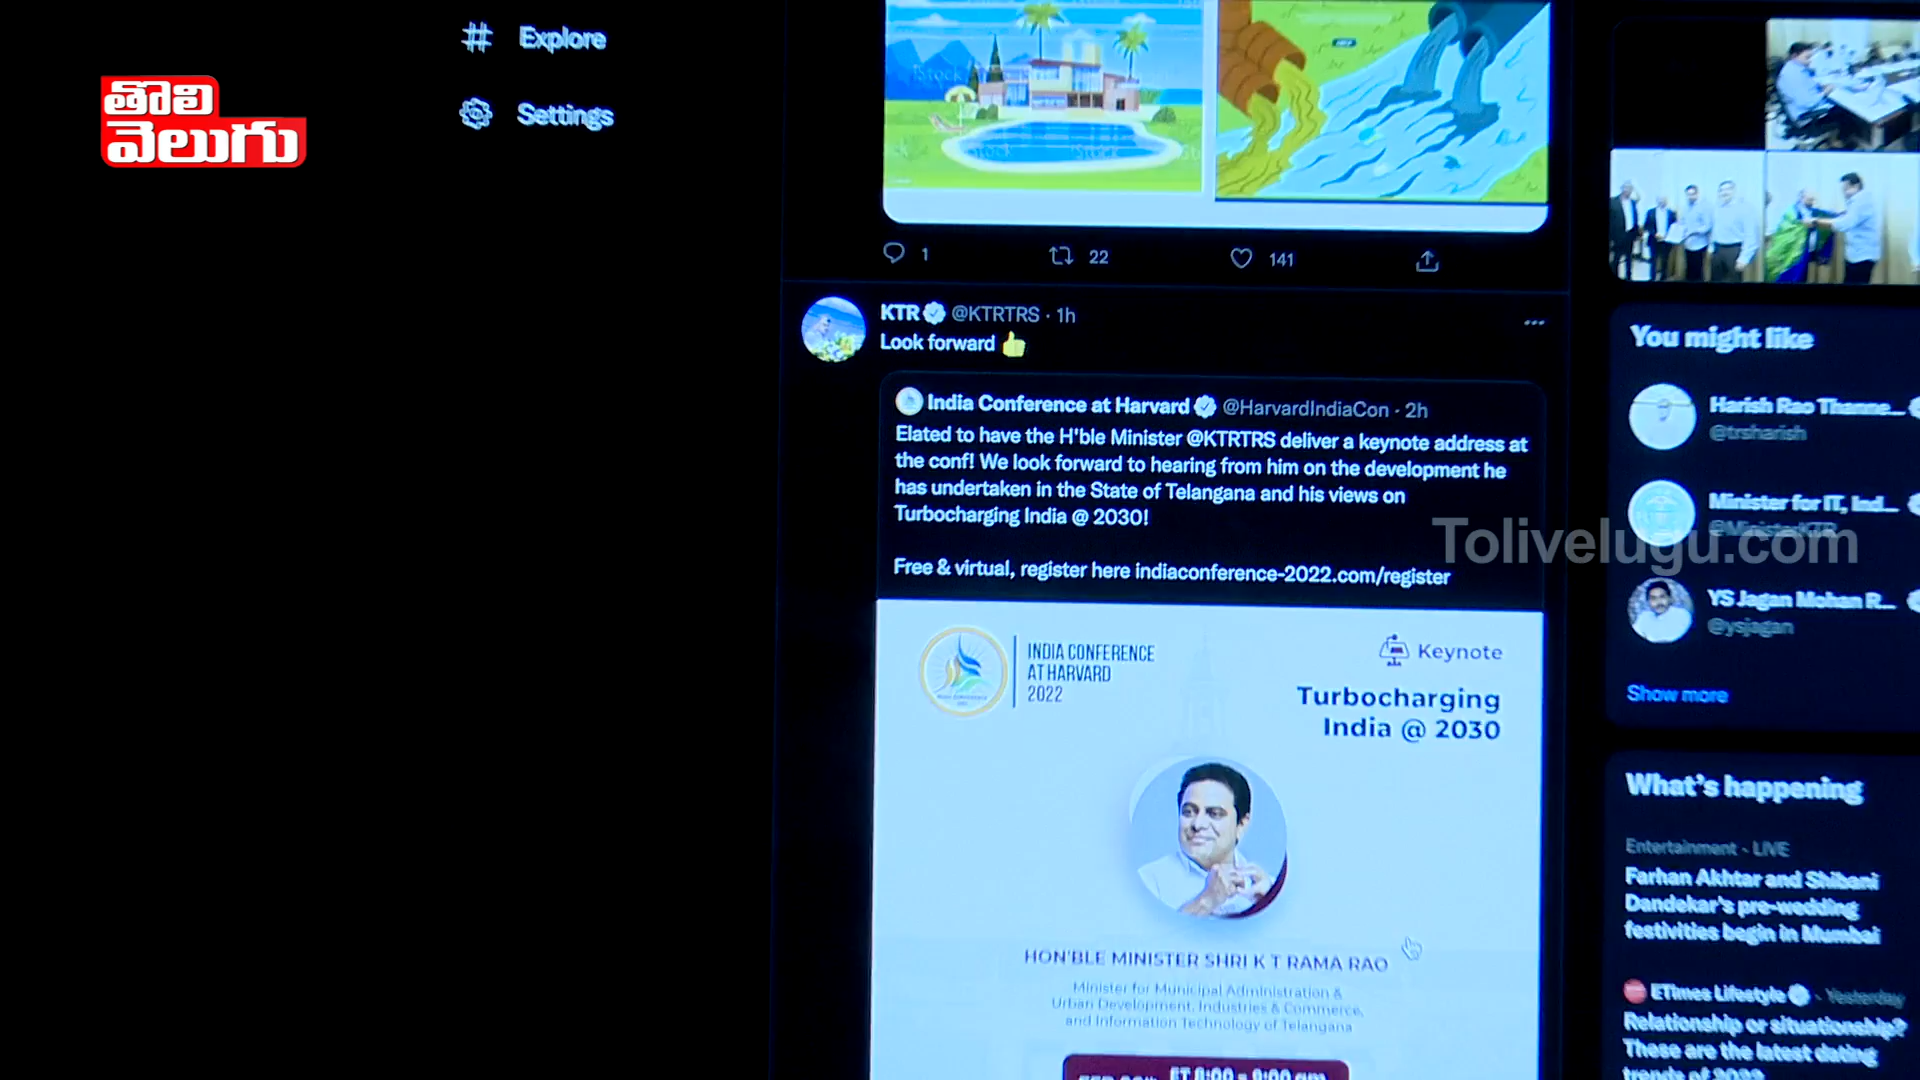 Explore
Settings
తొలి
వెలుగు
1
22
141
KTR @KTRTRS · 1h
Look forward
India Conference at Harvard @HarvardIndiaCon · 2h
Elated to have the H'ble Minister @KTRTRS deliver a keynote address at
the conf! We look forward to hearing from him on the development he
has undertaken in the State of Telangana and his views on
Turbocharging India @ 2030!
Free & virtual, register here indiaconference-2022.com/register
INDIA CONFERENCE
AT HARVARD
2022
Keynote
Turbocharging
India @ 2030
HON'BLE MINISTER SHRI K T RAMA RAO
Minister for Municipal Administration &
Urban Development, Industries & Commerce,
and Information Technology of Telangana
You might like
Harish Rao Thanne...
@trsharish
Minister for IT, Ind...
@MinisterKTR
Tolivelugu.com
YS Jagan Mohan R...
@ysjagan
Show more
What's happening
Entertainment · LIVE
Farhan Akhtar and Shibani
Dandekar's pre-wedding
festivities begin in Mumbai
ETimes Lifestyle · Yesterday
Relationship or situationship?
These are the latest dating
trends of 2022